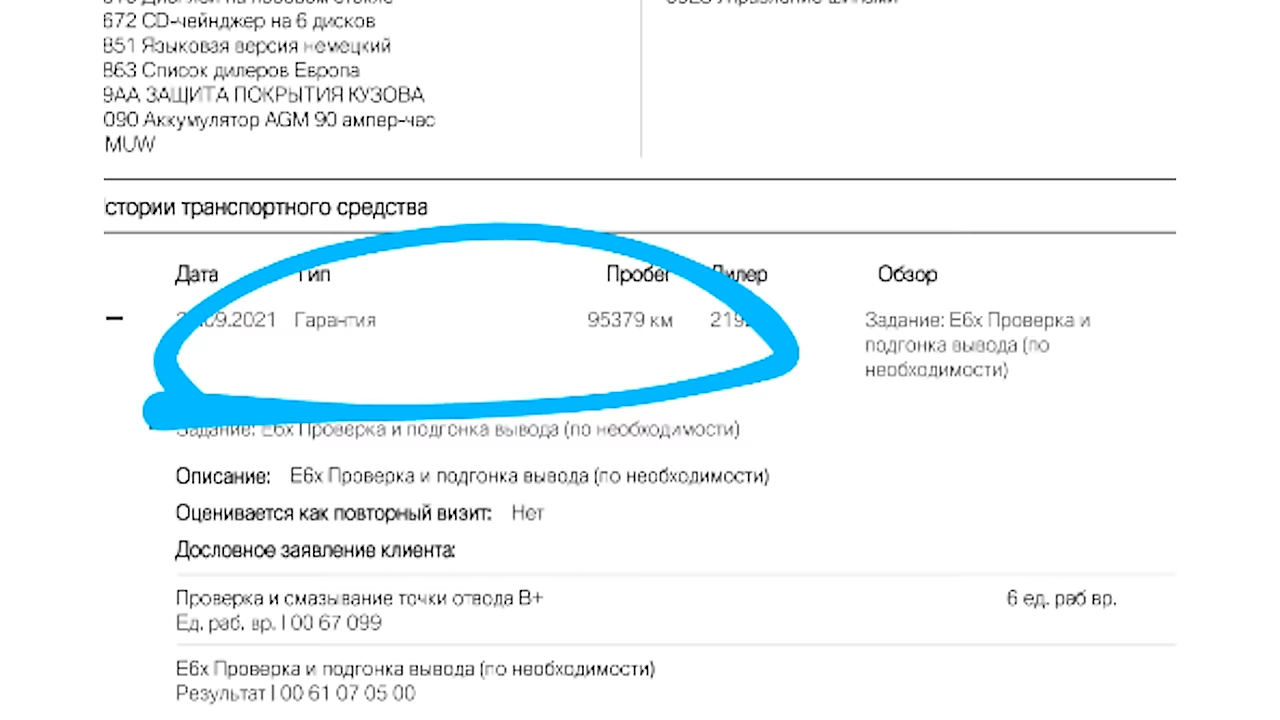 672 CD-чейнджер на 6 дисков
851 Языковая версия немецкий
863 Список дилеров Европа
9AA ЗАЩИТА ПОКРЫТИЯ КУЗОВА
090 Аккумулятор AGM 90 ампер-час
MUW
стории транспортного средства
Дата Тип Пробег Дилер Обзор
.09.2021 Гарантия 95379 км 219 Задание: E6x Проверка и
подгонка вывода (по
необходимости)
Задание: E6x Проверка и подгонка вывода (по необходимости)
Описание: E6x Проверка и подгонка вывода (по необходимости)
Оценивается как повторный визит: Нет
Дословное заявление клиента:
Проверка и смазывание точки отвода B+ 6 ед. раб вр.
Ед. раб. вр. | 00 67 099
E6x Проверка и подгонка вывода (по необходимости)
Результат | 00 61 07 05 00